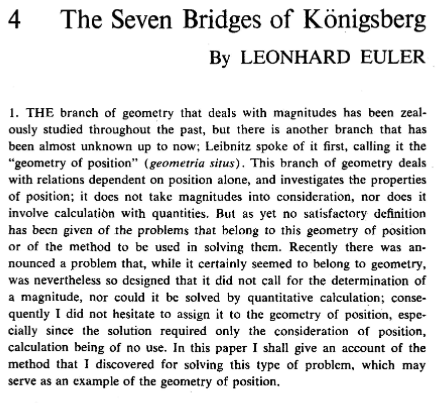 4 The Seven Bridges of Königsberg
By LEONHARD EULER
1. THE branch of geometry that deals with magnitudes has been zeal-
ously studied throughout the past, but there is another branch that has
been almost unknown up to now; Leibnitz spoke of it first, calling it the
"geometry of position" (geometria situs). This branch of geometry deals
with relations dependent on position alone, and investigates the properties
of position; it does not take magnitudes into consideration, nor does it
involve calculation with quantities. But as yet no satisfactory definition
has been given of the problems that belong to this geometry of position
or of the method to be used in solving them. Recently there was an-
nounced a problem that, while it certainly seemed to belong to geometry,
was nevertheless so designed that it did not call for the determination of
a magnitude, nor could it be solved by quantitative calculation; conse-
quently I did not hesitate to assign it to the geometry of position, espe-
cially since the solution required only the consideration of position,
calculation being of no use. In this paper I shall give an account of the
method that I discovered for solving this type of problem, which may
serve as an example of the geometry of position.